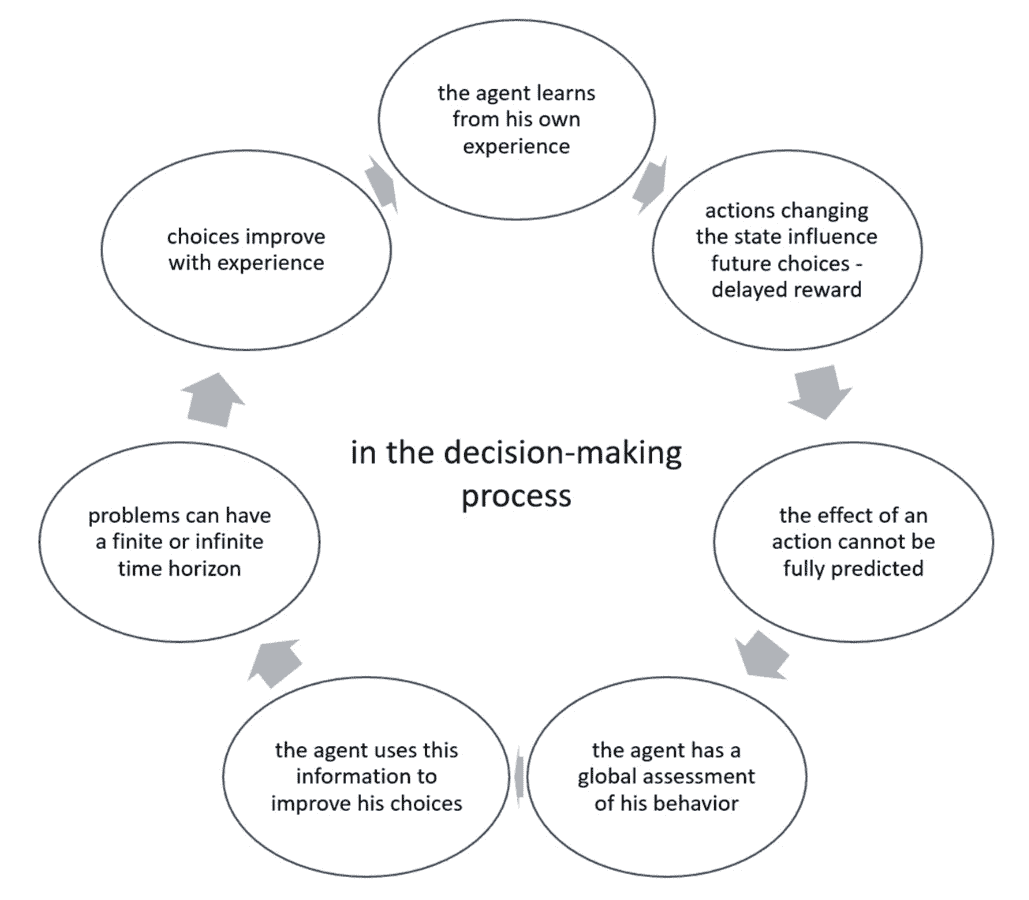 the agent learns
from his own
experience
actions changing
the state influence
future choices -
delayed reward
the effect of an
action cannot be
fully predicted
the agent has a
global assessment
of his behavior
the agent uses this
information to
improve his choices
problems can have
a finite or infinite
time horizon
choices improve
with experience
in the decision-making
process